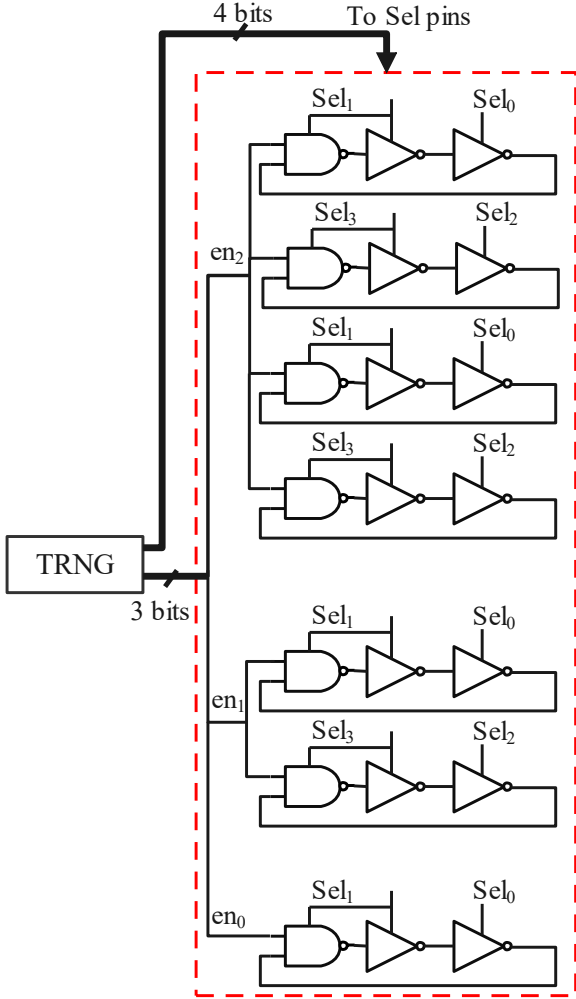 4 bits
To Sel pins
Sel₁
Sel₀
Sel₃
Sel₂
en₂
Sel₁
Sel₀
Sel₃
Sel₂
TRNG
3 bits
Sel₁
Sel₀
en₁
Sel₃
Sel₂
Sel₁
Sel₀
en₀